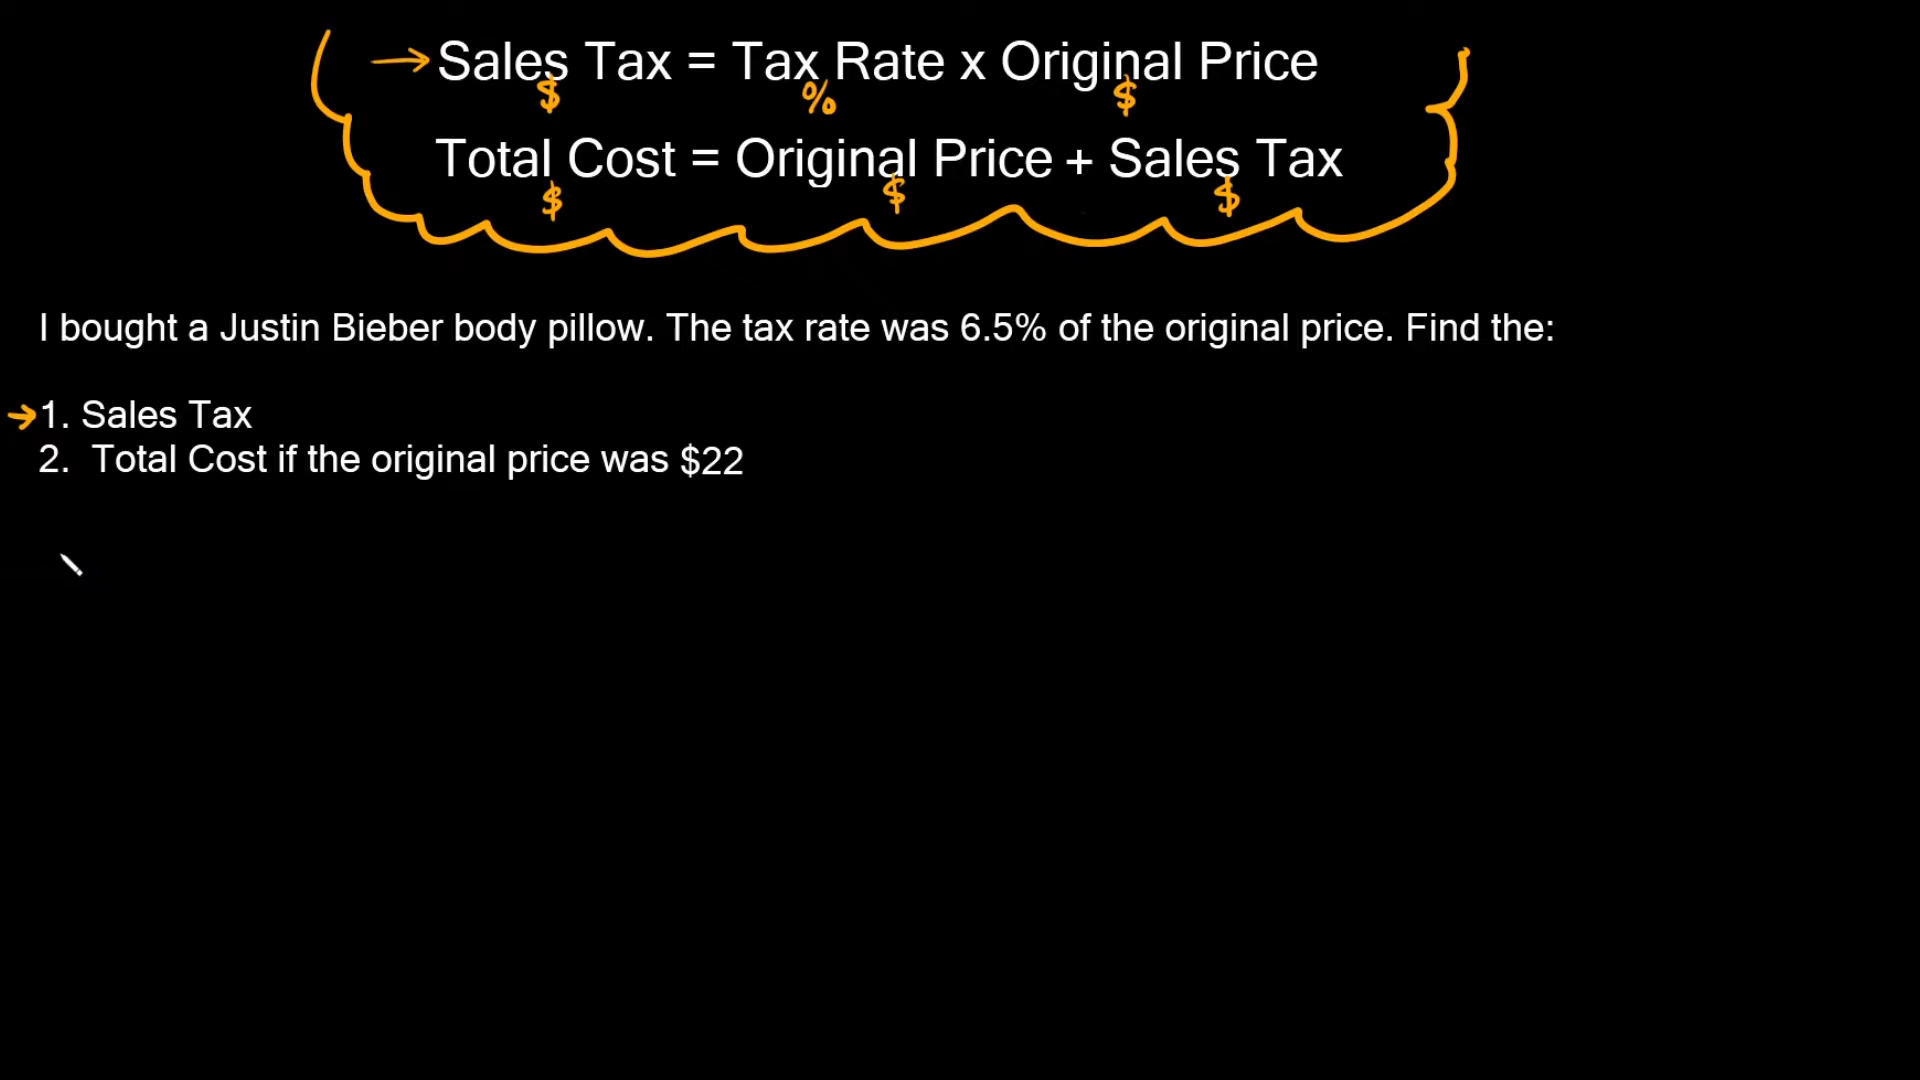 →Sales Tax = Tax Rate x Original Price
$ % $
Total Cost = Original Price + Sales Tax
$ $ $
I bought a Justin Bieber body pillow. The tax rate was 6.5% of the original price. Find the:
→1. Sales Tax
2. Total Cost if the original price was $22